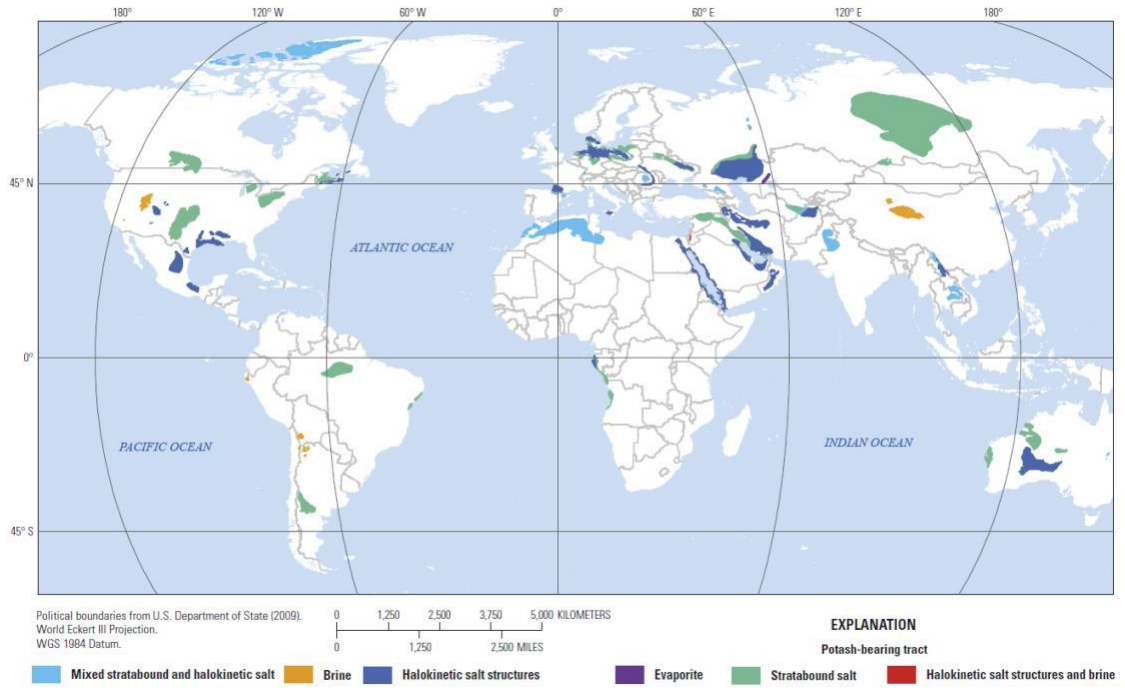 180° 120° W 60° W 0° 60° E 120° E 180°
45° N
ATLANTIC OCEAN
0°
PACIFIC OCEAN
INDIAN OCEAN
45° S
Political boundaries from U.S. Department of State (2009).
World Eckert III Projection.
WGS 1984 Datum.
0 1,250 2,500 3,750 5,000 KILOMETERS
0 1,250 2,500 MILES
EXPLANATION
Potash-bearing tract
Mixed stratabound and halokinetic salt
Brine
Halokinetic salt structures
Evaporite
Stratabound salt
Halokinetic salt structures and brine